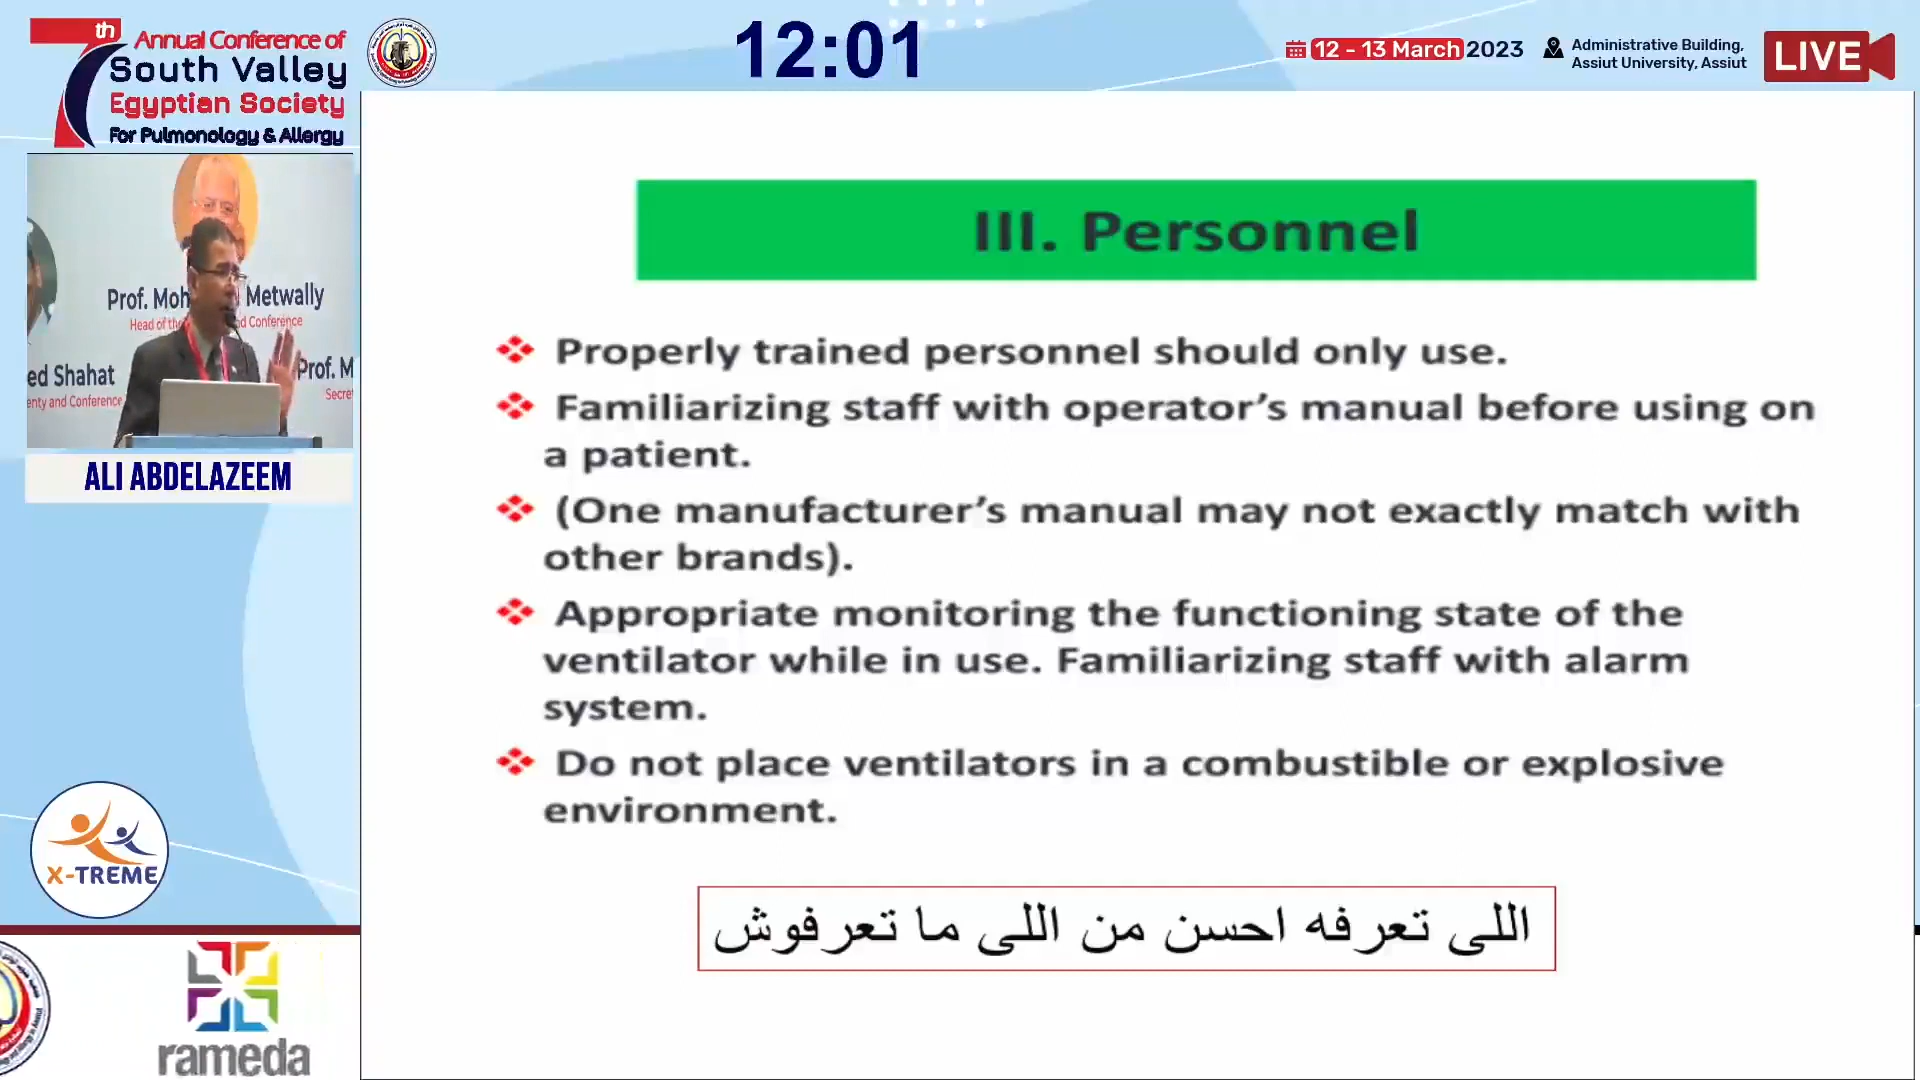 7th
Annual Conference of
South Valley
Egyptian Society
For Pulmonology & Allergy
12:01
12 - 13 March 2023
Administrative Building,
Assiut University, Assiut
LIVE
Prof. Moh Metwally
Head of the d Conference
ed Shahat
enty and Conference
Prof. M
Secre
ALI ABDELAZEEM
III. Personnel
Properly trained personnel should only use.
Familiarizing staff with operator’s manual before using on
a patient.
(One manufacturer’s manual may not exactly match with
other brands).
Appropriate monitoring the functioning state of the
ventilator while in use. Familiarizing staff with alarm
system.
Do not place ventilators in a combustible or explosive
environment.
اللى تعرفه احسن من اللى ما تعرفوش
X-TREME
rameda